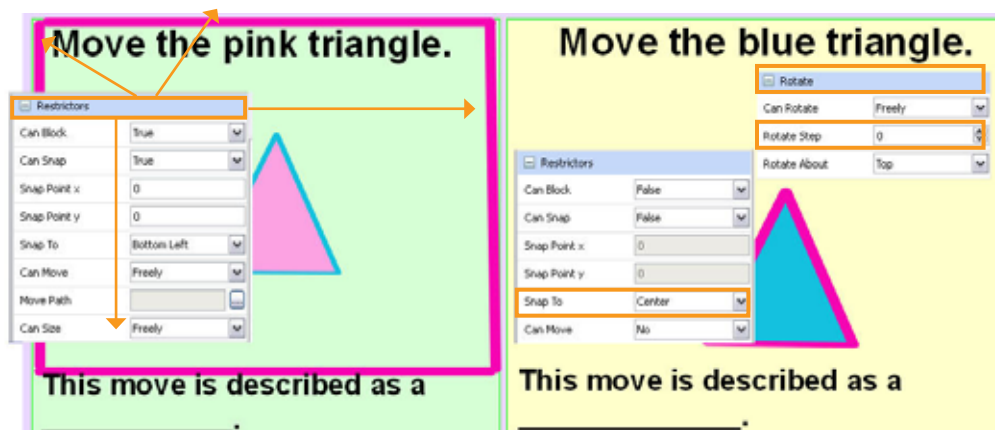 Move the pink triangle.
Restrictors
Can Block True
Can Snap True
Snap Point x 0
Snap Point y 0
Snap To Bottom Left
Can Move Freely
Move Path
Can Size Freely
This move is described as a
____________.
Move the blue triangle.
Rotate
Can Rotate Freely
Rotate Step 0
Rotate About Top
Restrictors
Can Block False
Can Snap False
Snap Point x 0
Snap Point y 0
Snap To Center
Can Move No
This move is described as a
____________.